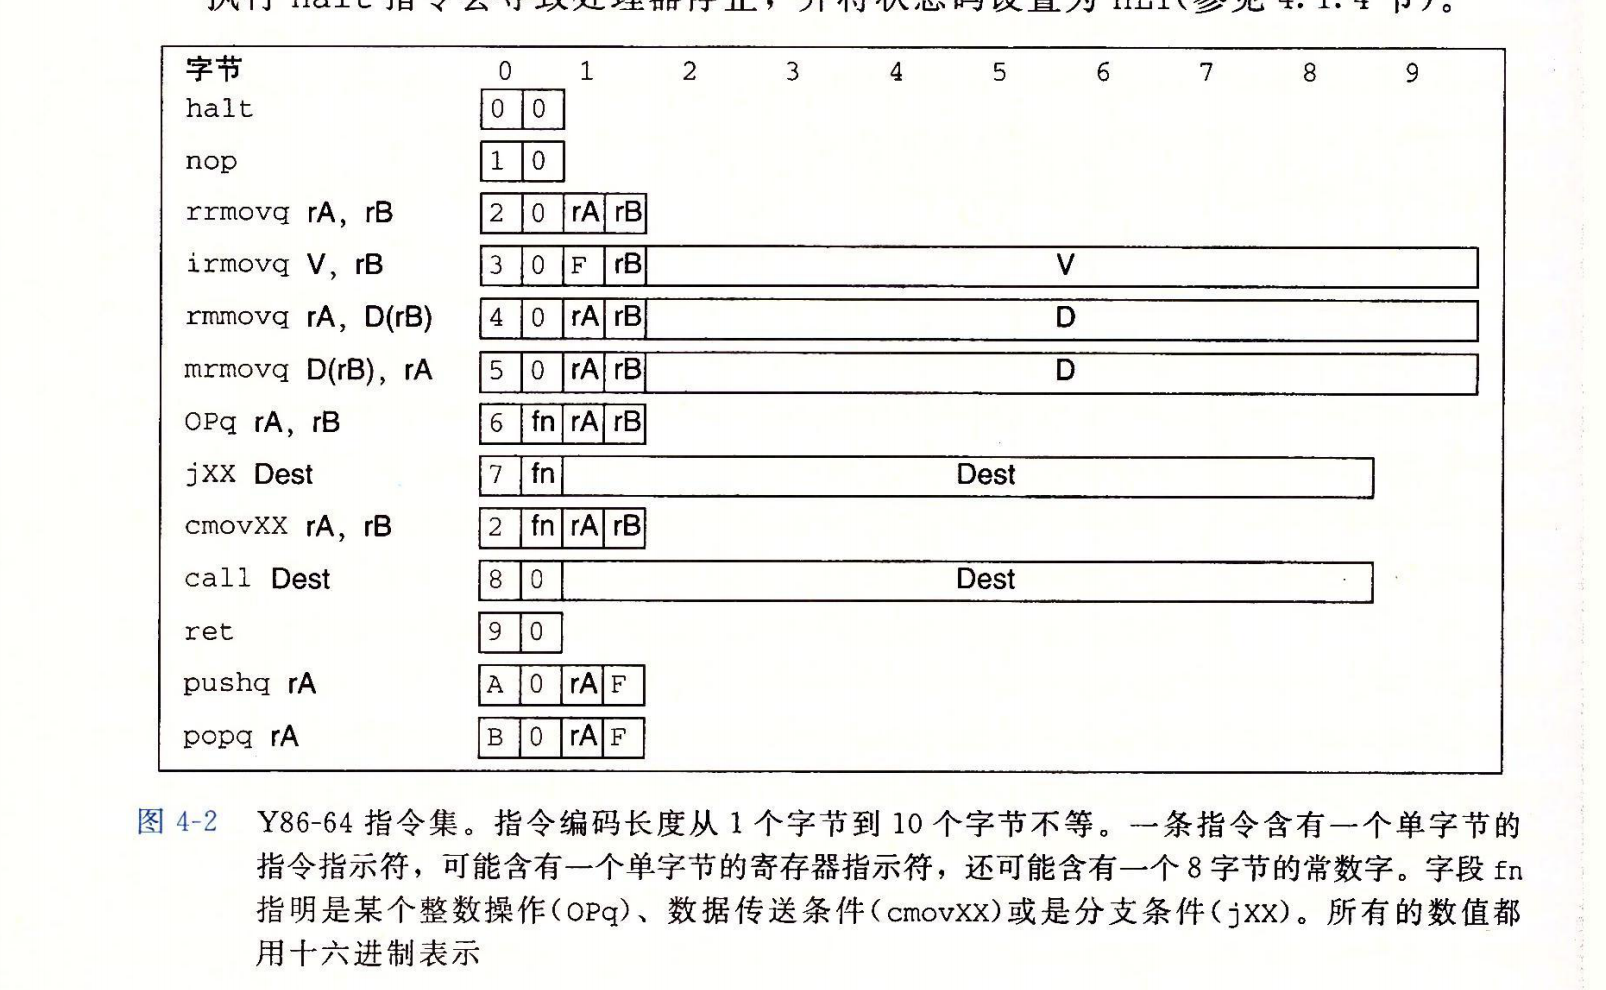 执行 halt 指令会导致处理器停止，并将状态码设置为 HLT(参见 4.1.4 节)。
字节 0 1 2 3 4 5 6 7 8 9
halt 0 0
nop 1 0
rrmovq rA, rB 2 0 rA rB
irmovq V, rB 3 0 F rB V
rmmovq rA, D(rB) 4 0 rA rB D
mrmovq D(rB), rA 5 0 rA rB D
OPq rA, rB 6 fn rA rB
jXX Dest 7 fn Dest
cmovXX rA, rB 2 fn rA rB
call Dest 8 0 Dest
ret 9 0
pushq rA A 0 rA F
popq rA B 0 rA F
图 4-2 Y86-64 指令集。指令编码长度从 1 个字节到 10 个字节不等。一条指令含有一个单字节的
指令指示符，可能含有一个单字节的寄存器指示符，还可能含有一个 8 字节的常数字。字段 fn
指明是某个整数操作(OPq)、数据传送条件(cmovXX)或是分支条件(jXX)。所有的数值都
用十六进制表示